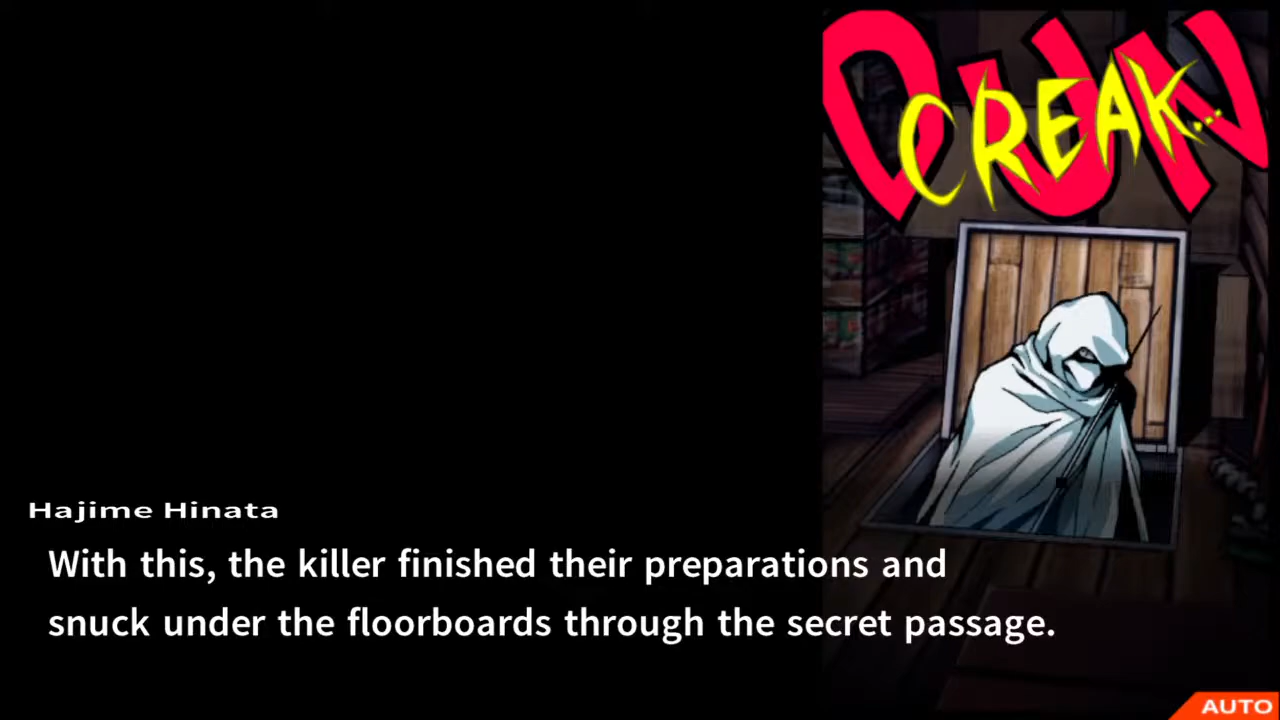 DUN
CREAK...
Hajime Hinata
With this, the killer finished their preparations and
snuck under the floorboards through the secret passage.
AUTO